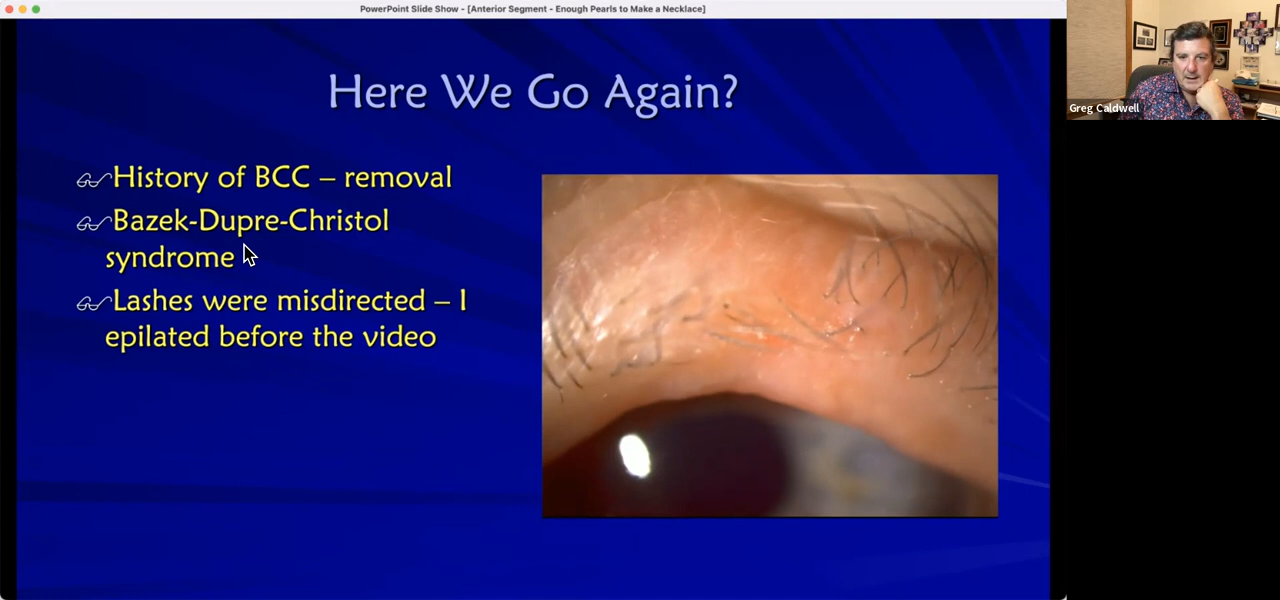 PowerPoint Slide Show - [Anterior Segment - Enough Pearls to Make a Necklace]
Here We Go Again?
History of BCC – removal
Bazek-Dupre-Christol
syndrome
Lashes were misdirected – I
epilated before the video
Greg Caldwell